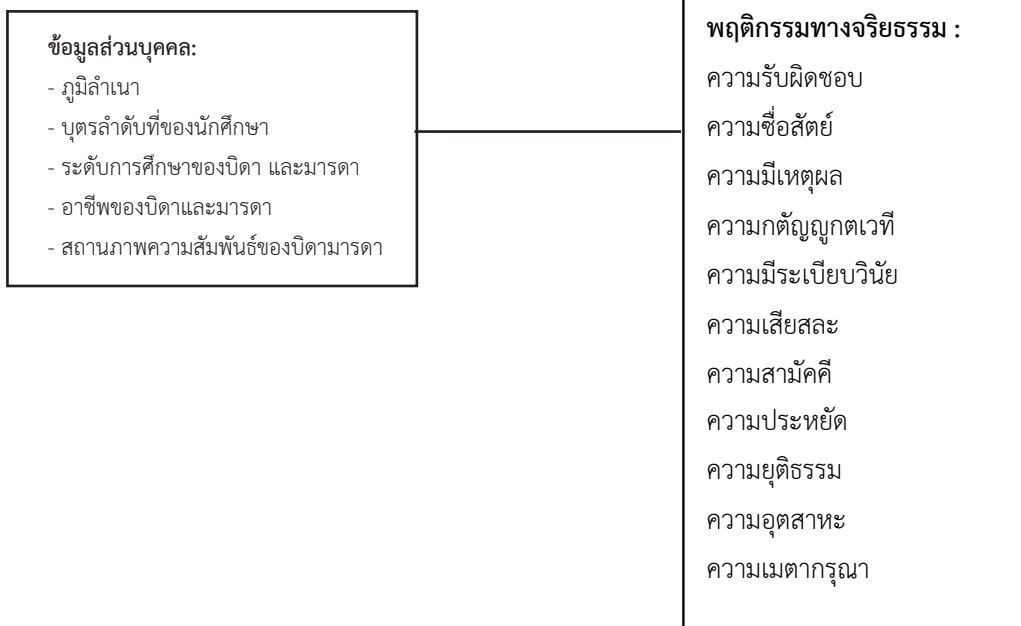 ข้อมูลส่วนบุคคล:
- ภูมิลำเนา
- บุตรลำดับที่ของนักศึกษา
- ระดับการศึกษาของบิดา และมารดา
- อาชีพของบิดาและมารดา
- สถานภาพความสัมพันธ์ของบิดามารดา
พฤติกรรมทางจริยธรรม :
ความรับผิดชอบ
ความซื่อสัตย์
ความมีเหตุผล
ความกตัญญูกตเวที
ความมีระเบียบวินัย
ความเสียสละ
ความสามัคคี
ความประหยัด
ความยุติธรรม
ความอุตสาหะ
ความเมตากรุณา